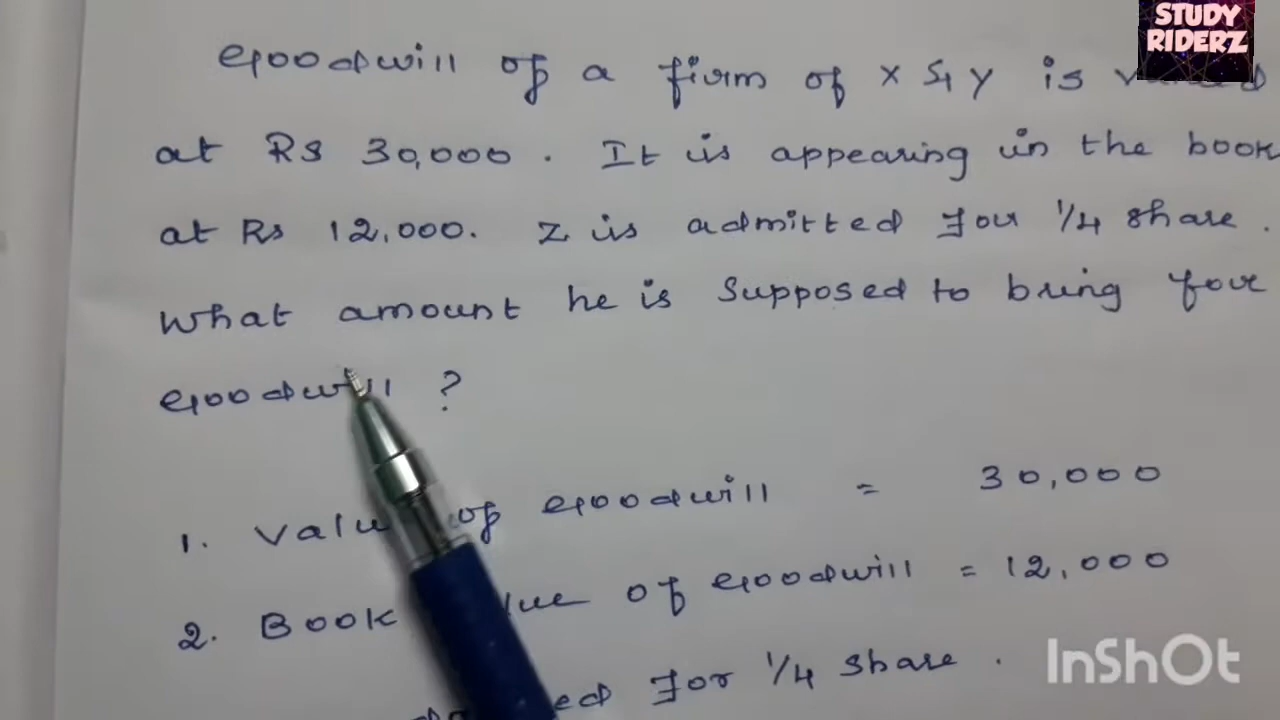 STUDY
RIDERZ
Goodwill of a firm of X & Y is
at Rs 30,000. It is appearing in the book
at Rs 12,000. Z is admitted for 1/4 share.
What amount he is supposed to bring for
Goodwill ?
1. Value of Goodwill = 30,000
2. Book Value of Goodwill = 12,000
for 1/4 share.
InShOt